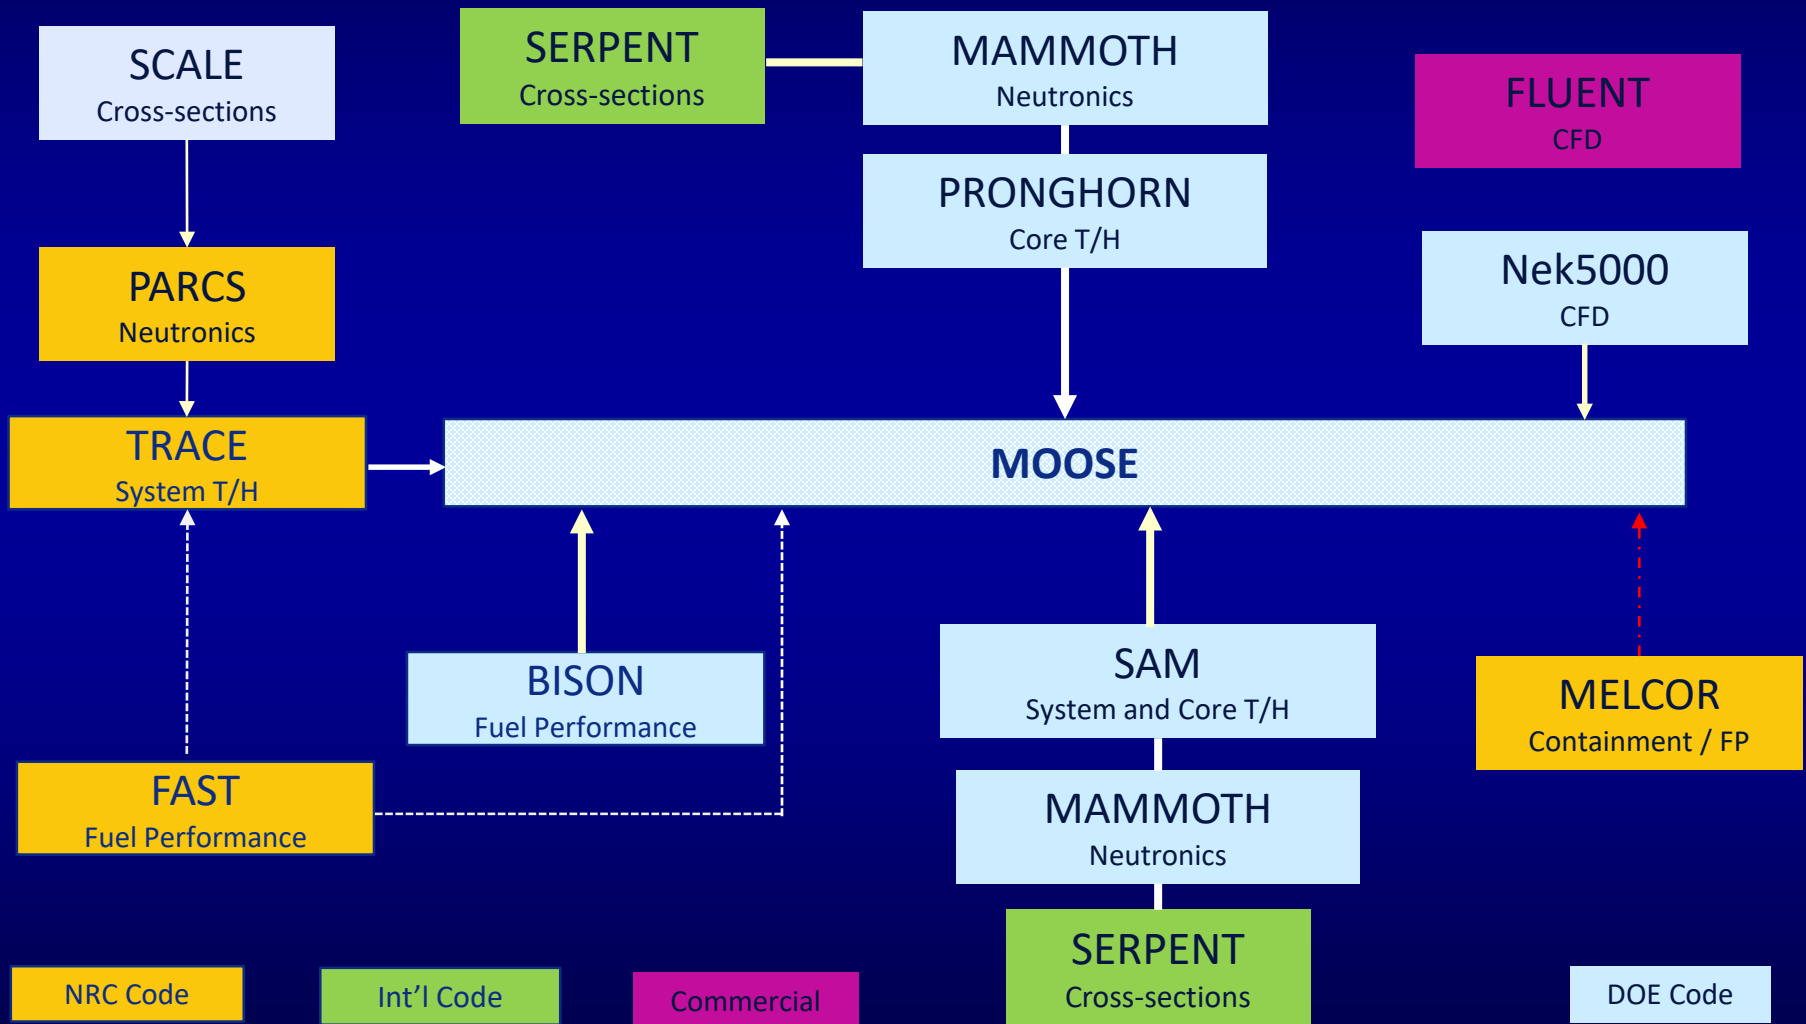 SCALE
Cross-sections
SERPENT
Cross-sections
MAMMOTH
Neutronics
FLUENT
CFD
PRONGHORN
Core T/H
PARCS
Neutronics
Nek5000
CFD
TRACE
System T/H
MOOSE
BISON
Fuel Performance
SAM
System and Core T/H
MELCOR
Containment / FP
FAST
Fuel Performance
MAMMOTH
Neutronics
SERPENT
Cross-sections
NRC Code
Int'l Code
Commercial
DOE Code